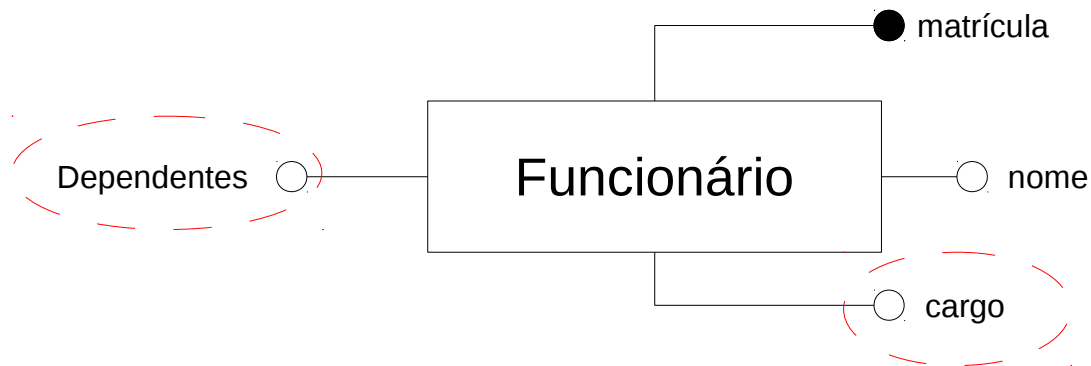 matrícula
Dependentes
Funcionário
nome
cargo